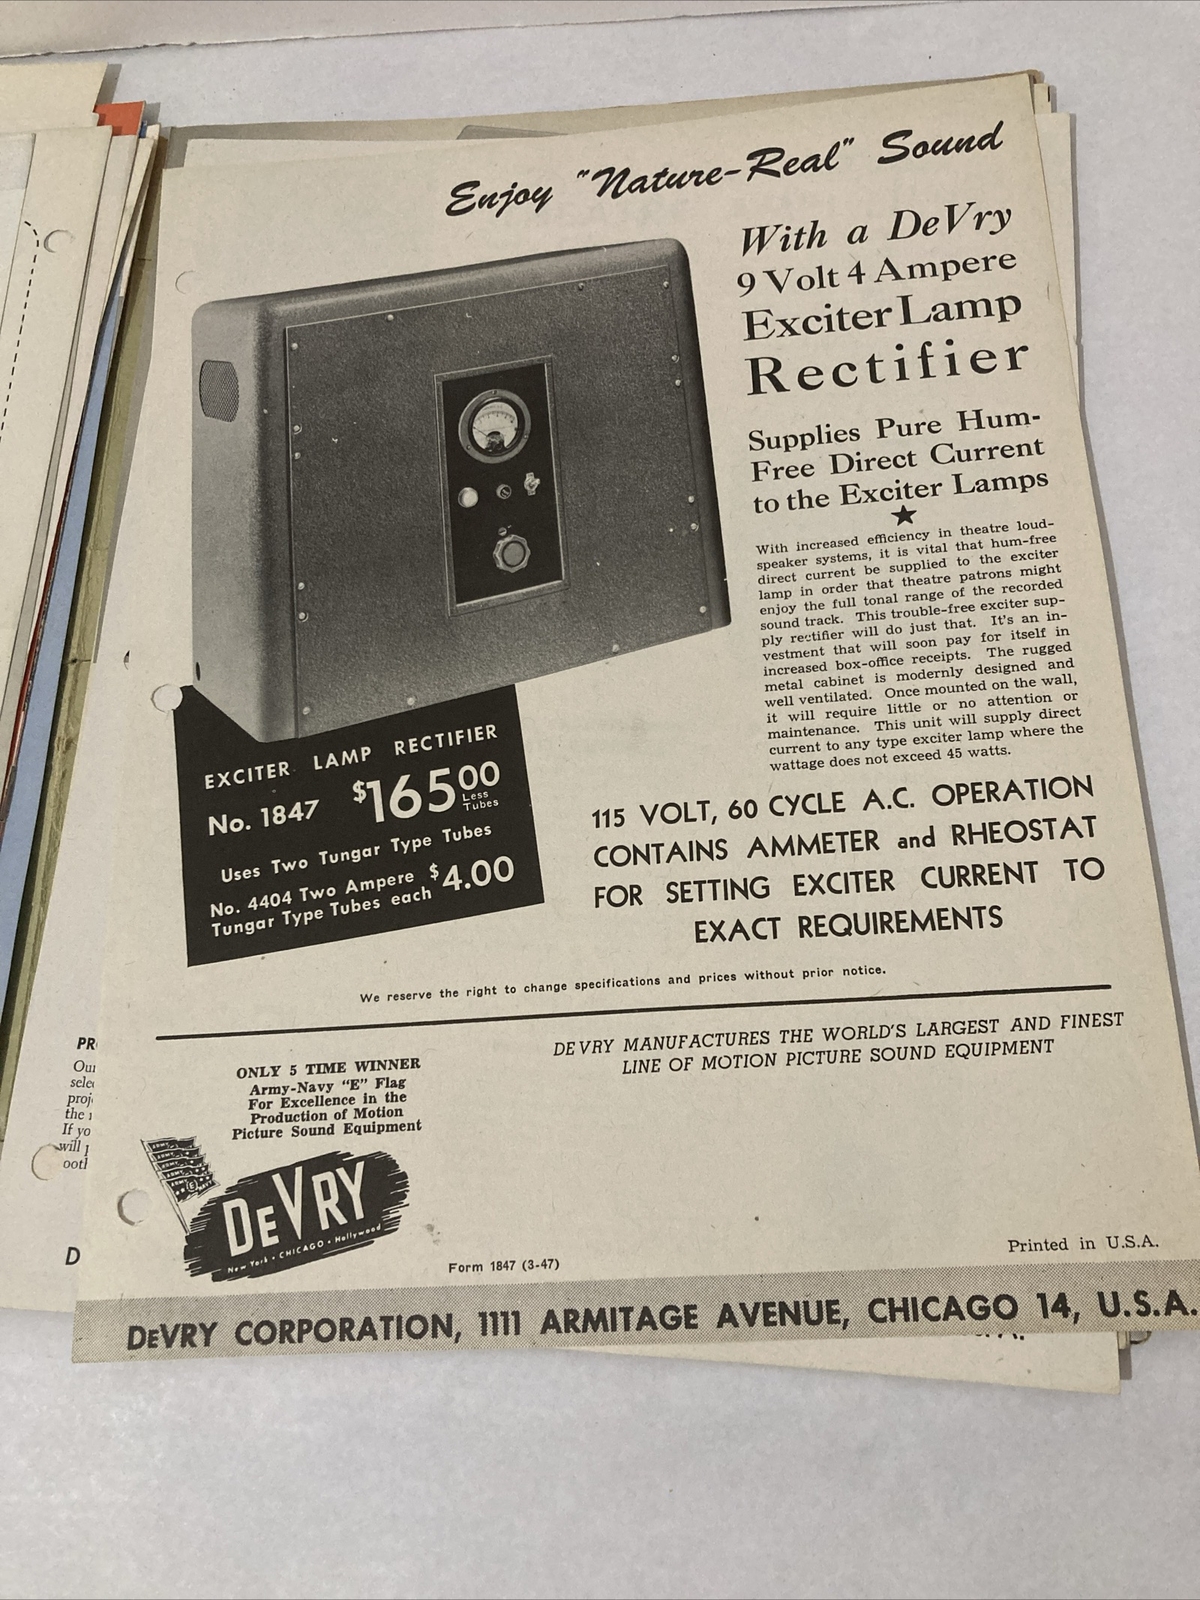 Enjoy "Nature-Real" Sound
With a DeVry
9 Volt 4 Ampere
Exciter Lamp
Rectifier
Supplies Pure Hum-
Free Direct Current
to the Exciter Lamps
With increased efficiency in theatre loud-
speaker systems, it is vital that hum-free
direct current be supplied to the exciter
lamp in order that theatre patrons might
enjoy the full tonal range of the recorded
sound track. This trouble-free exciter sup-
ply rectifier will do just that. It's an in-
vestment that will soon pay for itself in
increased box-office receipts. The rugged
metal cabinet is modernly designed and
well ventilated. Once mounted on the wall,
it will require little or no attention or
maintenance. This unit will supply direct
current to any type exciter lamp where the
wattage does not exceed 45 watts.
EXCITER LAMP RECTIFIER
No. 1847 $165.00
Less
Tubes
Uses Two Tungar Type Tubes
No. 4404 Two Ampere
Tungar Type Tubes each $4.00
115 VOLT, 60 CYCLE A.C. OPERATION
CONTAINS AMMETER and RHEOSTAT
FOR SETTING EXCITER CURRENT TO
EXACT REQUIREMENTS
We reserve the right to change specifications and prices without prior notice.
DEVRY MANUFACTURES THE WORLD'S LARGEST AND FINEST
LINE OF MOTION PICTURE SOUND EQUIPMENT
ONLY 5 TIME WINNER
Army-Navy "E" Flag
For Excellence in the
Production of Motion
Picture Sound Equipment
DEVRY
New York • CHICAGO • Hollywood
Form 1847 (3-47)
Printed in U.S.A.
DEVRY CORPORATION, 1111 ARMITAGE AVENUE, CHICAGO 14, U.S.A.
PR
Our
selec
proj
the
If yo
will
D